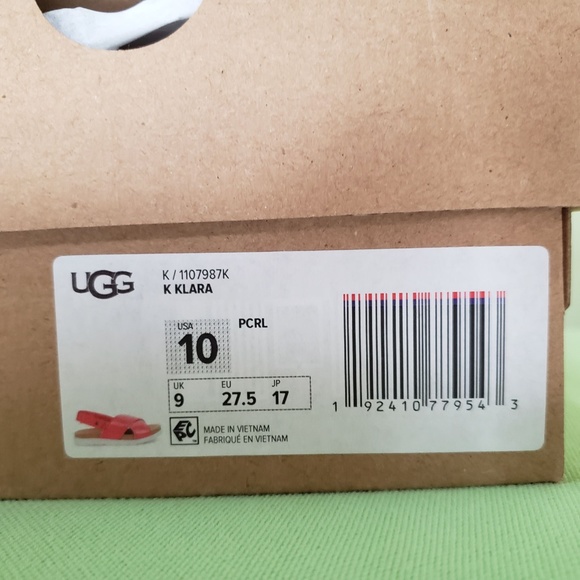 UGG
K / 1107987K
K KLARA
USA
10
PCRL
UK EU JP
9 27.5 17
MADE IN VIETNAM
FABRIQUÉ EN VIETNAM
1 92410 77954 3